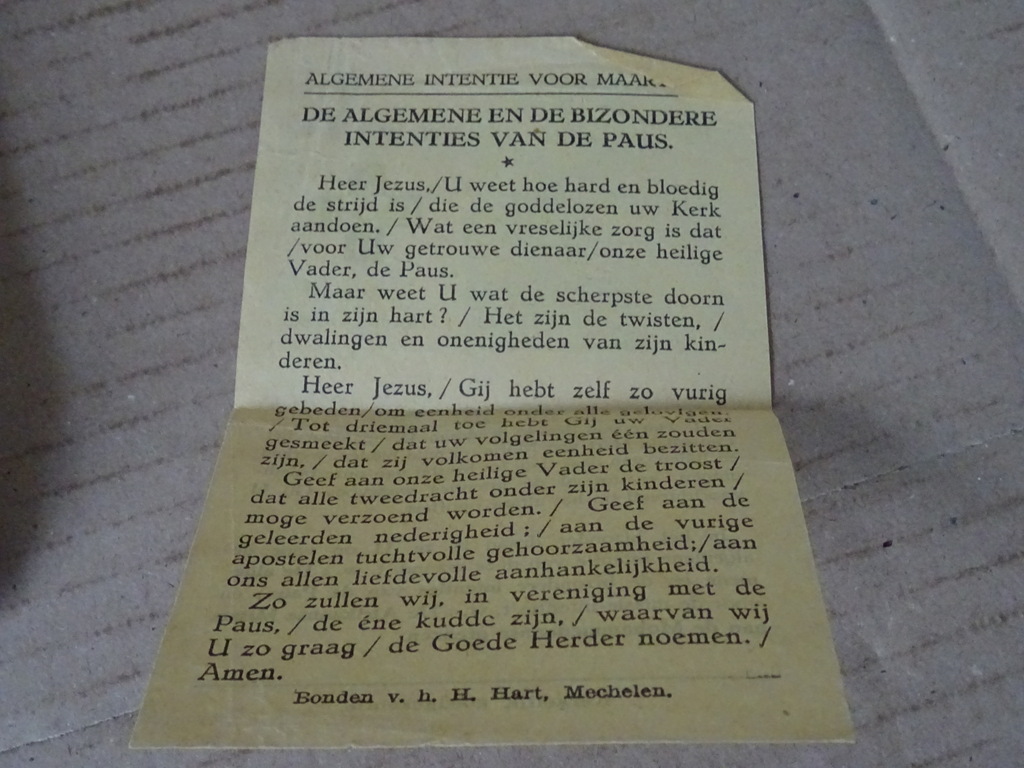 ALGEMENE INTENTIE VOOR
DE ALGEMENE EN DE BIZONDERE
INTENTIES VAN DE PAUS.
Heer Jezus,/U weet hoe hard en bloedig
de strijd is / die de goddelozen uw Kerk
aandoen. / Wat een vreselijke zorg is dat
/voor Uw getrouwe dienaar/onze heilige
Vader, de Paus.
Maar weet U wat de scherpste doorn
is in zijn hart? / Het zijn de twisten, /
dwalingen en onenigheden van zijn kin-
deren.
Heer Jezus, / Gij hebt zelf zo vurig
gebeden/om eenheid onder alle gelovigen.
/ Tot driemaal toe hebt Gij uw Vader
gesmeekt / dat uw volgelingen één zouden
zijn, / dat zij volkomen eenheid bezitten.
Geef aan onze heilige Vader de troost /
dat alle tweedracht onder zijn kinderen /
moge verzoend worden. / Geef aan de
geleerden nederigheid ; / aan de vurige
apostelen tuchtvolle gehoorzaamheid;/aan
ons allen liefdevolle aanhankelijkheid.
Zo zullen wij, in vereniging met de
Paus, / de éne kudde zijn, / waarvan wij
U zo graag / de Goede Herder noemen. /
Amen.
Bonden v. h. H. Hart, Mechelen.